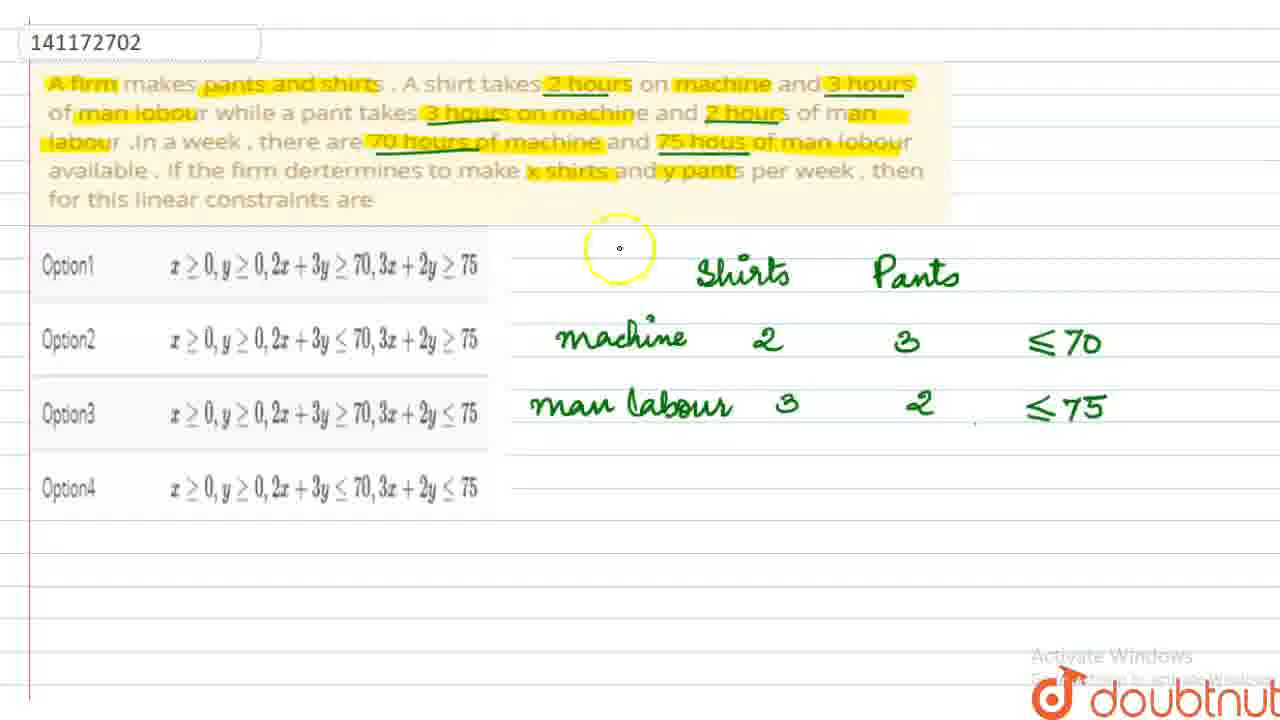 141172702
A firm makes pants and shirts . A shirt takes 2 hours on machine and 3 hours
of man lobour while a pant takes 3 hours on machine and 2 hours of man
labour .In a week , there are 70 hours of machine and 75 hous of man lobour
available . If the firm dertermines to make x shirts and y pants per week , then
for this linear constraints are
Option1 x ≥ 0, y ≥ 0, 2x + 3y ≥ 70, 3x + 2y ≥ 75
Option2 x ≥ 0, y ≥ 0, 2x + 3y ≤ 70, 3x + 2y ≥ 75
Option3 x ≥ 0, y ≥ 0, 2x + 3y ≥ 70, 3x + 2y ≤ 75
Option4 x ≥ 0, y ≥ 0, 2x + 3y ≤ 70, 3x + 2y ≤ 75
Shirts Pants
machine 2 3 ≤ 70
man labour 3 2 ≤ 75
Activate Windows
doubtnut